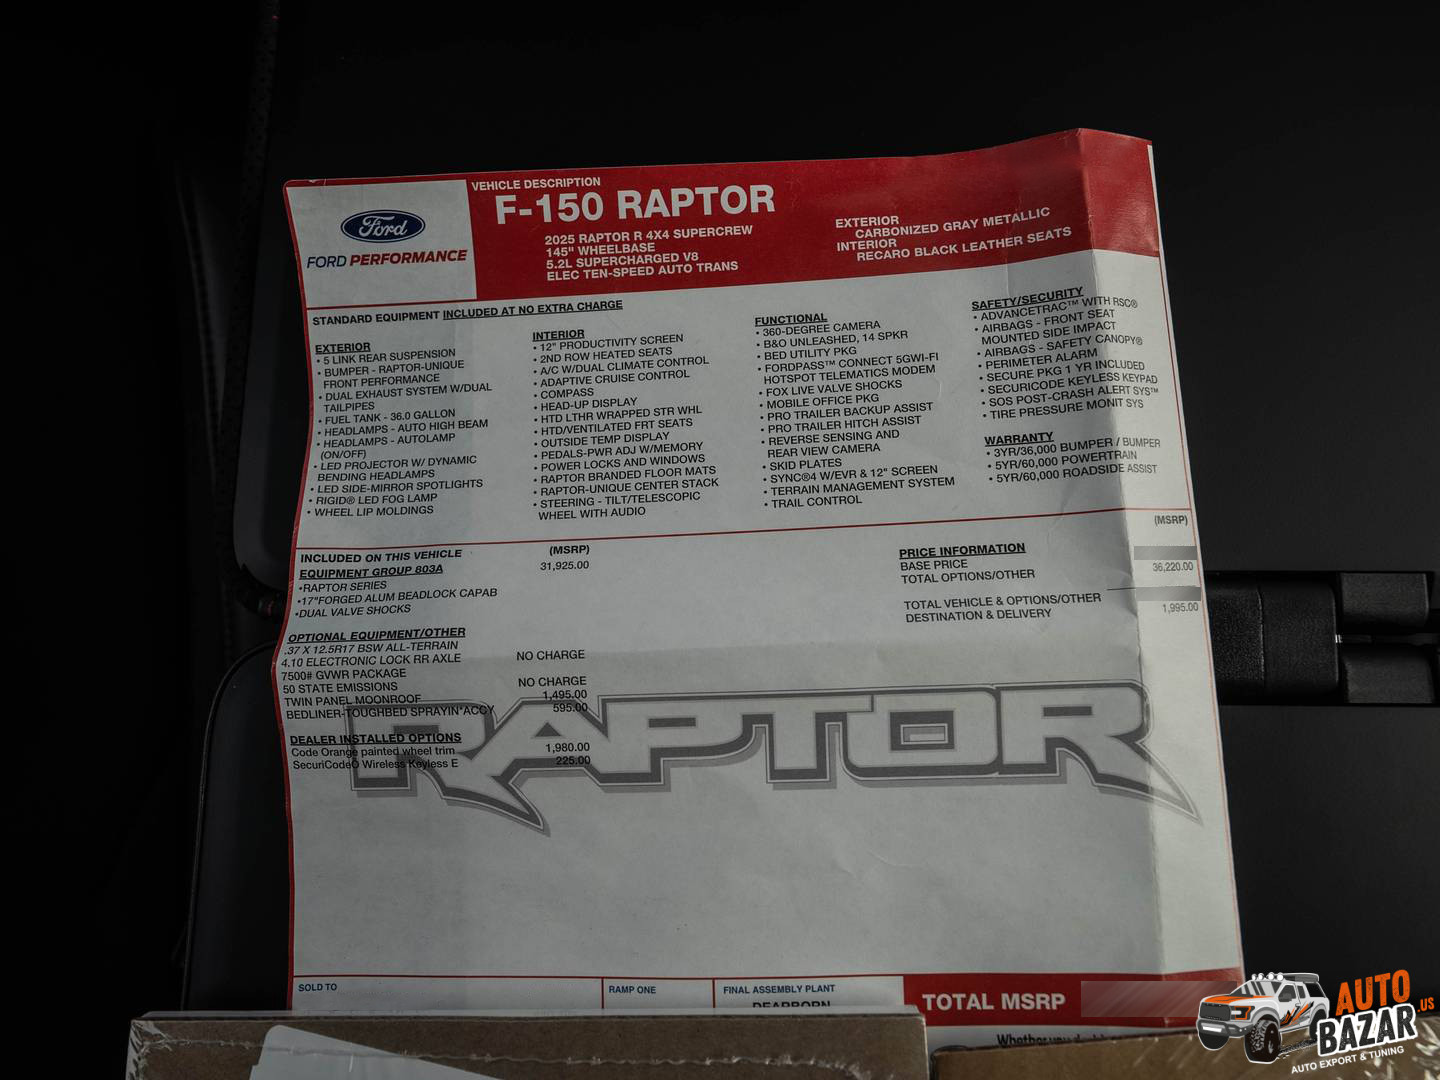 Ford
FORD PERFORMANCE
VEHICLE DESCRIPTION
F-150 RAPTOR
2025 RAPTOR R 4X4 SUPERCREW
145" WHEELBASE
5.2L SUPERCHARGED V8
ELEC TEN-SPEED AUTO TRANS
EXTERIOR
CARBONIZED GRAY METALLIC
INTERIOR
RECARO BLACK LEATHER SEATS
STANDARD EQUIPMENT INCLUDED AT NO EXTRA CHARGE
EXTERIOR
• 5 LINK REAR SUSPENSION
• BUMPER - RAPTOR-UNIQUE
FRONT PERFORMANCE
• DUAL EXHAUST SYSTEM W/DUAL
TAILPIPES
• FUEL TANK - 36.0 GALLON
• HEADLAMPS - AUTO HIGH BEAM
• HEADLAMPS - AUTOLAMP
(ON/OFF)
• LED PROJECTOR W/ DYNAMIC
BENDING HEADLAMPS
• LED SIDE-MIRROR SPOTLIGHTS
• RIGID® LED FOG LAMP
• WHEEL LIP MOLDINGS
INTERIOR
• 12" PRODUCTIVITY SCREEN
• 2ND ROW HEATED SEATS
• A/C W/DUAL CLIMATE CONTROL
• ADAPTIVE CRUISE CONTROL
• COMPASS
• HEAD-UP DISPLAY
• HTD LTHR WRAPPED STR WHL
• HTD/VENTILATED FRT SEATS
• OUTSIDE TEMP DISPLAY
• PEDALS-PWR ADJ W/MEMORY
• POWER LOCKS AND WINDOWS
• RAPTOR BRANDED FLOOR MATS
• RAPTOR-UNIQUE CENTER STACK
• STEERING - TILT/TELESCOPIC
WHEEL WITH AUDIO
FUNCTIONAL
• 360-DEGREE CAMERA
• B&O UNLEASHED, 14 SPKR
• BED UTILITY PKG
• FORDPASS™ CONNECT 5GWI-FI
HOTSPOT TELEMATICS MODEM
• FOX LIVE VALVE SHOCKS
• MOBILE OFFICE PKG
• PRO TRAILER BACKUP ASSIST
• PRO TRAILER HITCH ASSIST
• REVERSE SENSING AND
REAR VIEW CAMERA
• SKID PLATES
• SYNC®4 W/EVR & 12" SCREEN
• TERRAIN MANAGEMENT SYSTEM
• TRAIL CONTROL
SAFETY/SECURITY
• ADVANCETRAC™ WITH RSC®
• AIRBAGS - FRONT SEAT
MOUNTED SIDE IMPACT
• AIRBAGS - SAFETY CANOPY®
• PERIMETER ALARM
• SECURE PKG 1 YR INCLUDED
• SECURICODE KEYLESS KEYPAD
• SOS POST-CRASH ALERT SYS™
• TIRE PRESSURE MONIT SYS
WARRANTY
• 3YR/36,000 BUMPER / BUMPER
• 5YR/60,000 POWERTRAIN
• 5YR/60,000 ROADSIDE ASSIST
INCLUDED ON THIS VEHICLE (MSRP)
EQUIPMENT GROUP 803A 31,925.00
•RAPTOR SERIES
•17"FORGED ALUM BEADLOCK CAPAB
•DUAL VALVE SHOCKS
OPTIONAL EQUIPMENT/OTHER
.37 X 12.5R17 BSW ALL-TERRAIN
4.10 ELECTRONIC LOCK RR AXLE NO CHARGE
7500# GVWR PACKAGE
50 STATE EMISSIONS NO CHARGE
TWIN PANEL MOONROOF 1,495.00
BEDLINER-TOUGHBED SPRAYIN*ACCY 595.00
DEALER INSTALLED OPTIONS
Code Orange painted wheel trim 1,980.00
SecuriCodeÒ Wireless Keyless E 225.00
(MSRP)
PRICE INFORMATION
BASE PRICE
TOTAL OPTIONS/OTHER 36,220.00
TOTAL VEHICLE & OPTIONS/OTHER
DESTINATION & DELIVERY 1,995.00
RAPTOR
SOLD TO
RAMP ONE
FINAL ASSEMBLY PLANT
DEARBORN
TOTAL MSRP
Whether you
AUTO
BAZAR.US
AUTO EXPORT & TUNING